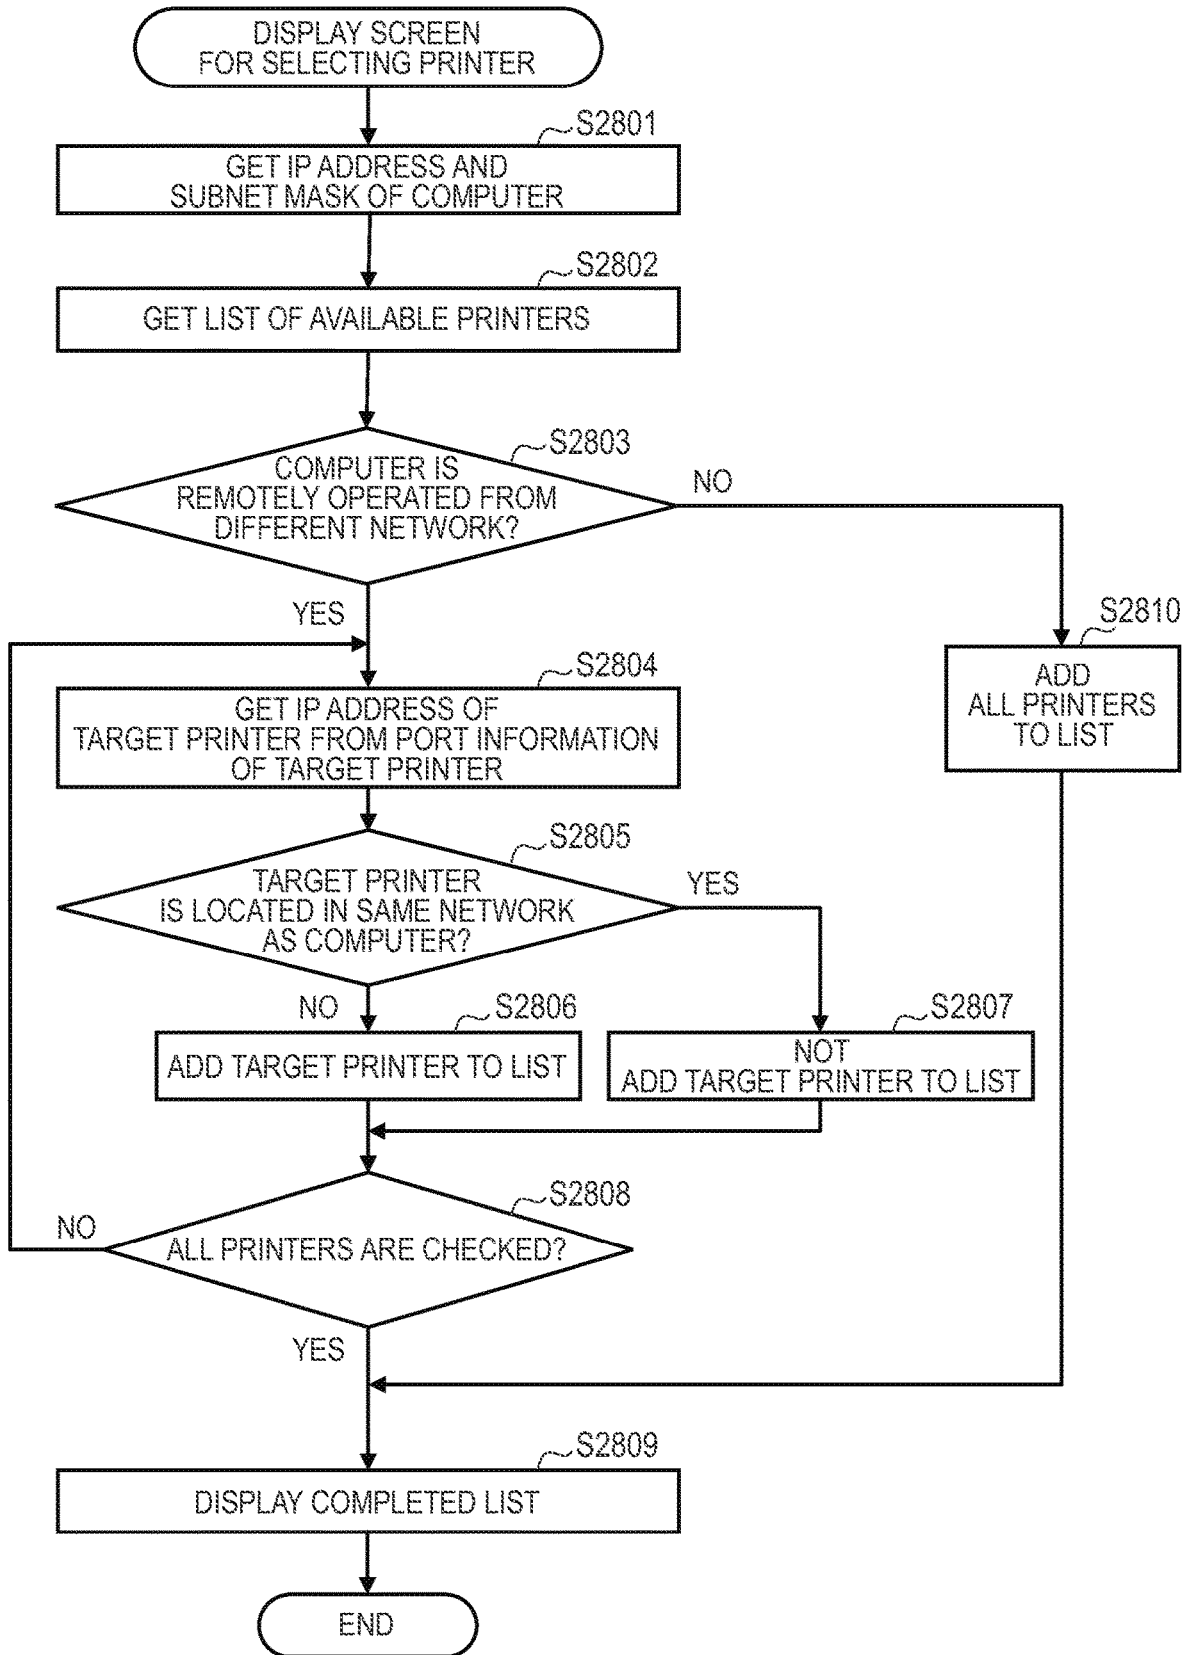 DISPLAY SCREEN
FOR SELECTING PRINTER
S2801
GET IP ADDRESS AND
SUBNET MASK OF COMPUTER
S2802
GET LIST OF AVAILABLE PRINTERS
S2803
COMPUTER IS
REMOTELY OPERATED FROM
DIFFERENT NETWORK?
NO
YES
S2810
ADD
ALL PRINTERS
TO LIST
S2804
GET IP ADDRESS OF
TARGET PRINTER FROM PORT INFORMATION
OF TARGET PRINTER
S2805
TARGET PRINTER
IS LOCATED IN SAME NETWORK
AS COMPUTER?
YES
NO
S2806
ADD TARGET PRINTER TO LIST
S2807
NOT
ADD TARGET PRINTER TO LIST
S2808
ALL PRINTERS ARE CHECKED?
NO
YES
S2809
DISPLAY COMPLETED LIST
END